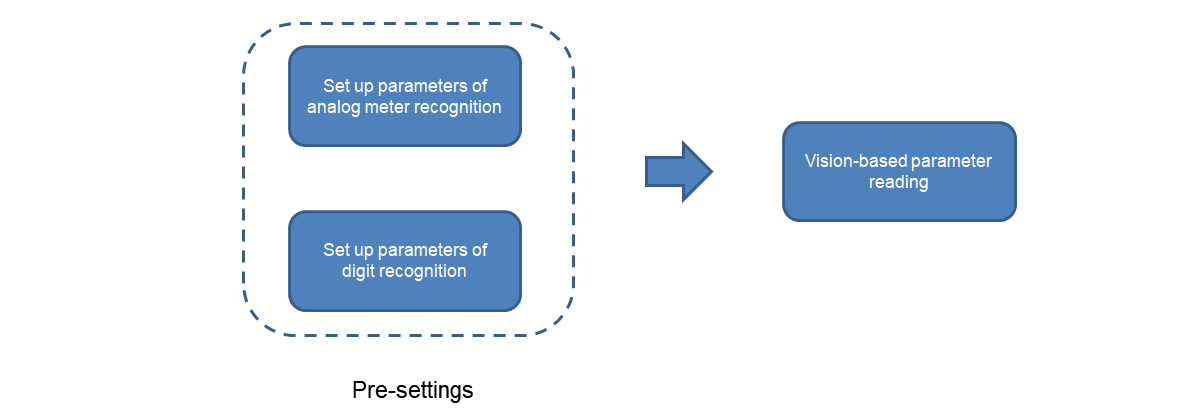 Set up parameters of
analog meter recognition
Set up parameters of
digit recognition
Pre-settings
Vision-based parameter
reading